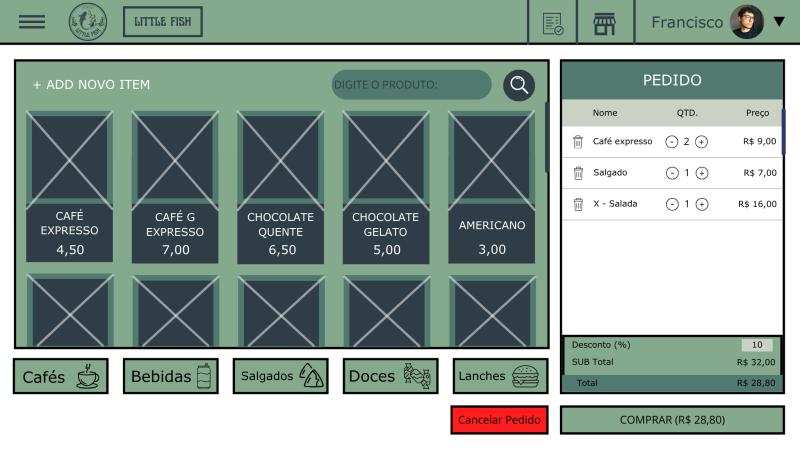 LITTLE FISH
LITTLE FISH
Francisco
+ ADD NOVO ITEM
DIGITE O PRODUTO:
CAFÉ
EXPRESSO
4,50
CAFÉ G
EXPRESSO
7,00
CHOCOLATE
QUENTE
6,50
CHOCOLATE
GELATO
5,00
AMERICANO
3,00
Cafés
Bebidas
Salgados
Doces
Lanches
Cancelar Pedido
PEDIDO
Nome QTD. Preço
Café expresso - 2 + R$ 9,00
Salgado - 1 + R$ 7,00
X - Salada - 1 + R$ 16,00
Desconto (%) 10
SUB Total R$ 32,00
Total R$ 28,80
COMPRAR (R$ 28,80)